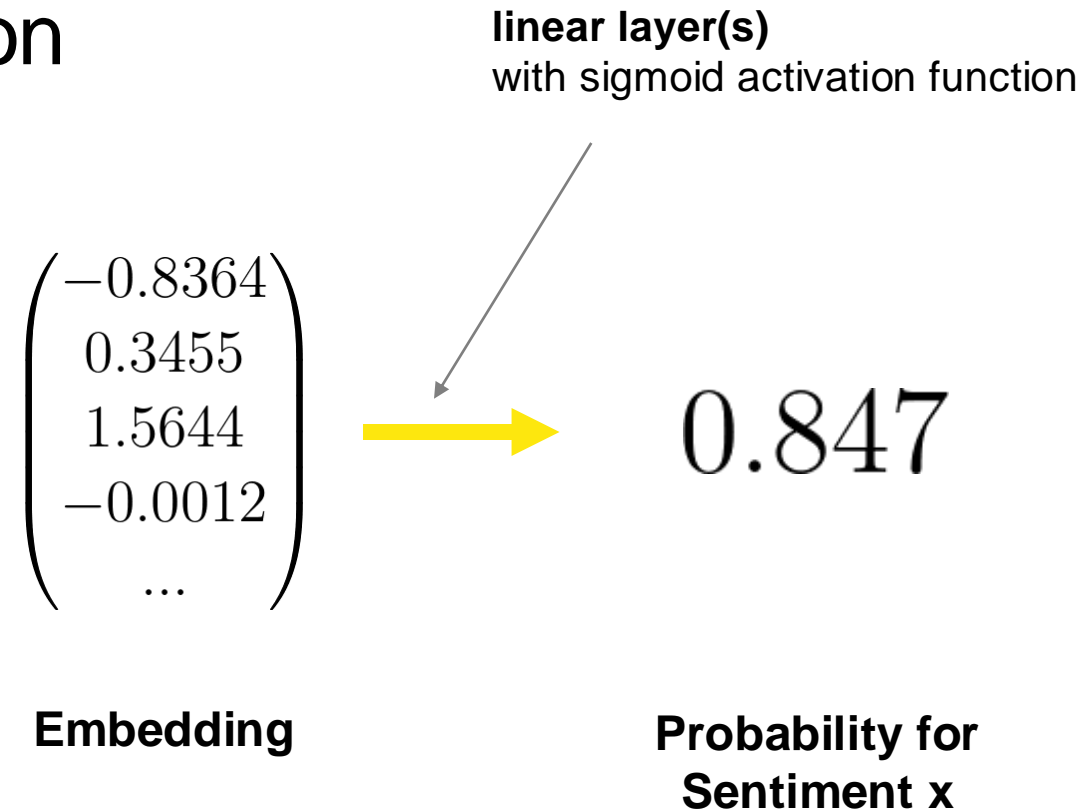 on
linear layer(s)
with sigmoid activation function
−0.8364
0.3455
1.5644
−0.0012
...
0.847
Embedding
Probability for
Sentiment x